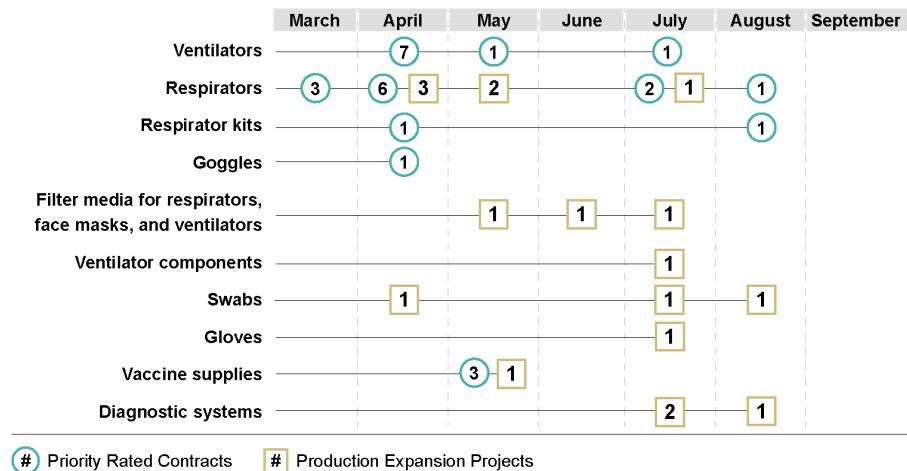 March April May June July August September
Ventilators 7 1 1
Respirators 3 6 3 2 2 1 1
Respirator kits 1 1
Goggles 1
Filter media for respirators,
face masks, and ventilators 1 1 1
Ventilator components 1
Swabs 1 1 1
Gloves 1
Vaccine supplies 3 1
Diagnostic systems 2 1
# Priority Rated Contracts # Production Expansion Projects